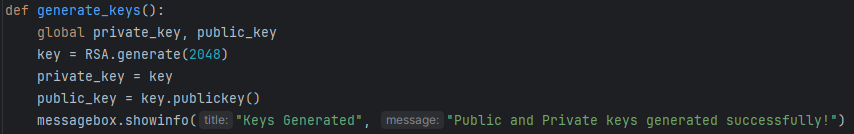 def generate_keys():
    global private_key, public_key
    key = RSA.generate(2048)
    private_key = key
    public_key = key.publickey()
    messagebox.showinfo( title: "Keys Generated", message: "Public and Private keys generated successfully!")